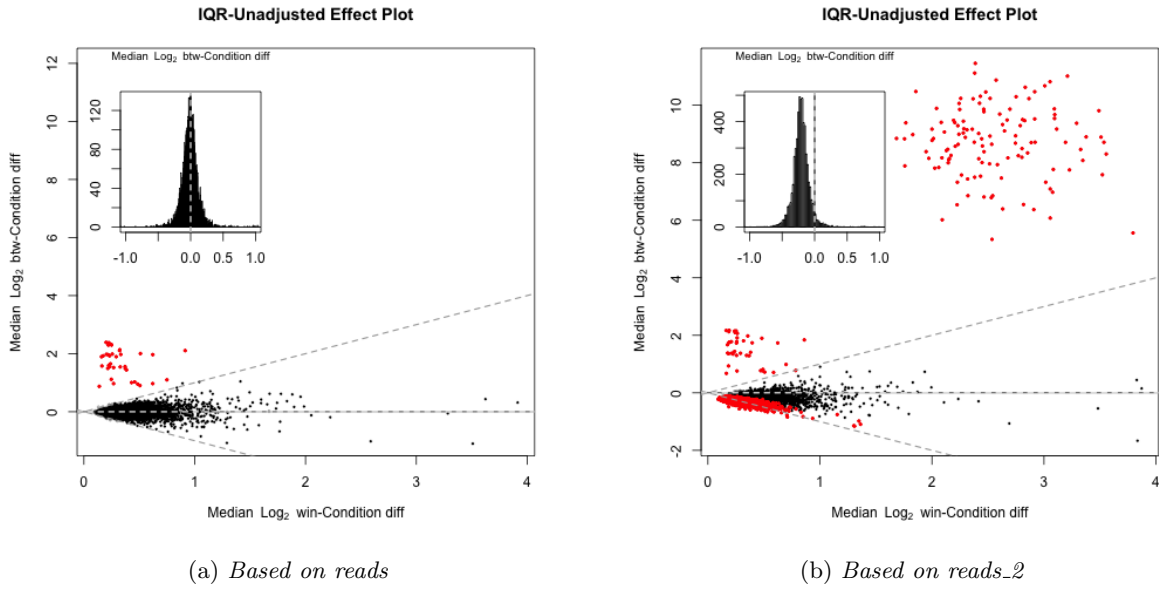 IQR-Unadjusted Effect Plot
Median Log2 btw-Condition diff
12
10
8
6
4
2
0
Median Log2 btw-Condition diff
120
80
40
0
-1.0 0.0 0.5 1.0
0 1 2 3 4
Median Log2 win-Condition diff
(a) Based on reads
IQR-Unadjusted Effect Plot
Median Log2 btw-Condition diff
10
8
6
4
2
0
-2
Median Log2 btw-Condition diff
400
200
0
-1.0 0.0 0.5 1.0
0 1 2 3 4
Median Log2 win-Condition diff
(b) Based on reads_2